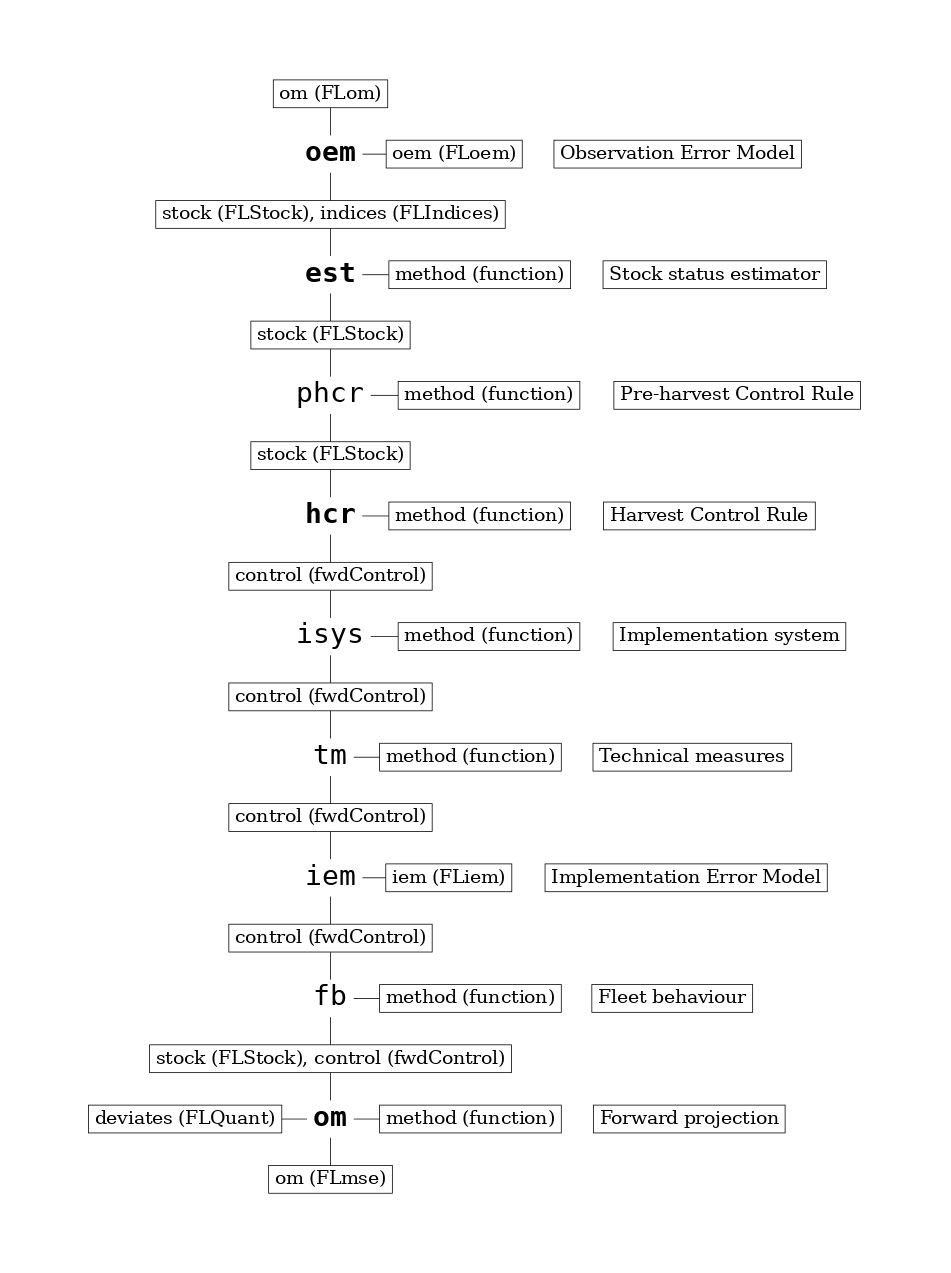 om (FLom)
oem oem (FLoem) Observation Error Model
stock (FLStock), indices (FLIndices)
est method (function) Stock status estimator
stock (FLStock)
phcr method (function) Pre-harvest Control Rule
stock (FLStock)
hcr method (function) Harvest Control Rule
control (fwdControl)
isys method (function) Implementation system
control (fwdControl)
tm method (function) Technical measures
control (fwdControl)
iem iem (FLiem) Implementation Error Model
control (fwdControl)
fb method (function) Fleet behaviour
stock (FLStock), control (fwdControl)
deviates (FLQuant) om method (function) Forward projection
om (FLmse)